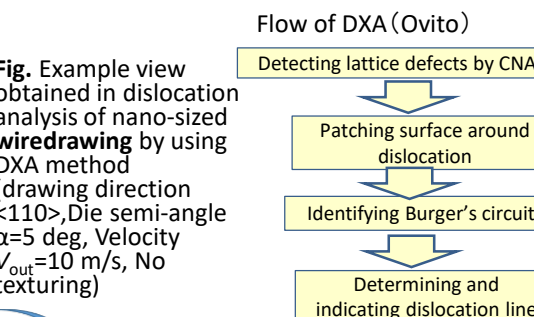 Flow of DXA（Ovito）
Fig. Example view
obtained in dislocation
analysis of nano-sized
wiredrawing by using
DXA method
(drawing direction
<110>,Die semi-angle
α=5 deg, Velocity
Vout=10 m/s, No
texturing)
Detecting lattice defects by CNA
Patching surface around
dislocation
Identifying Burger's circuit
Determining and
indicating dislocation line